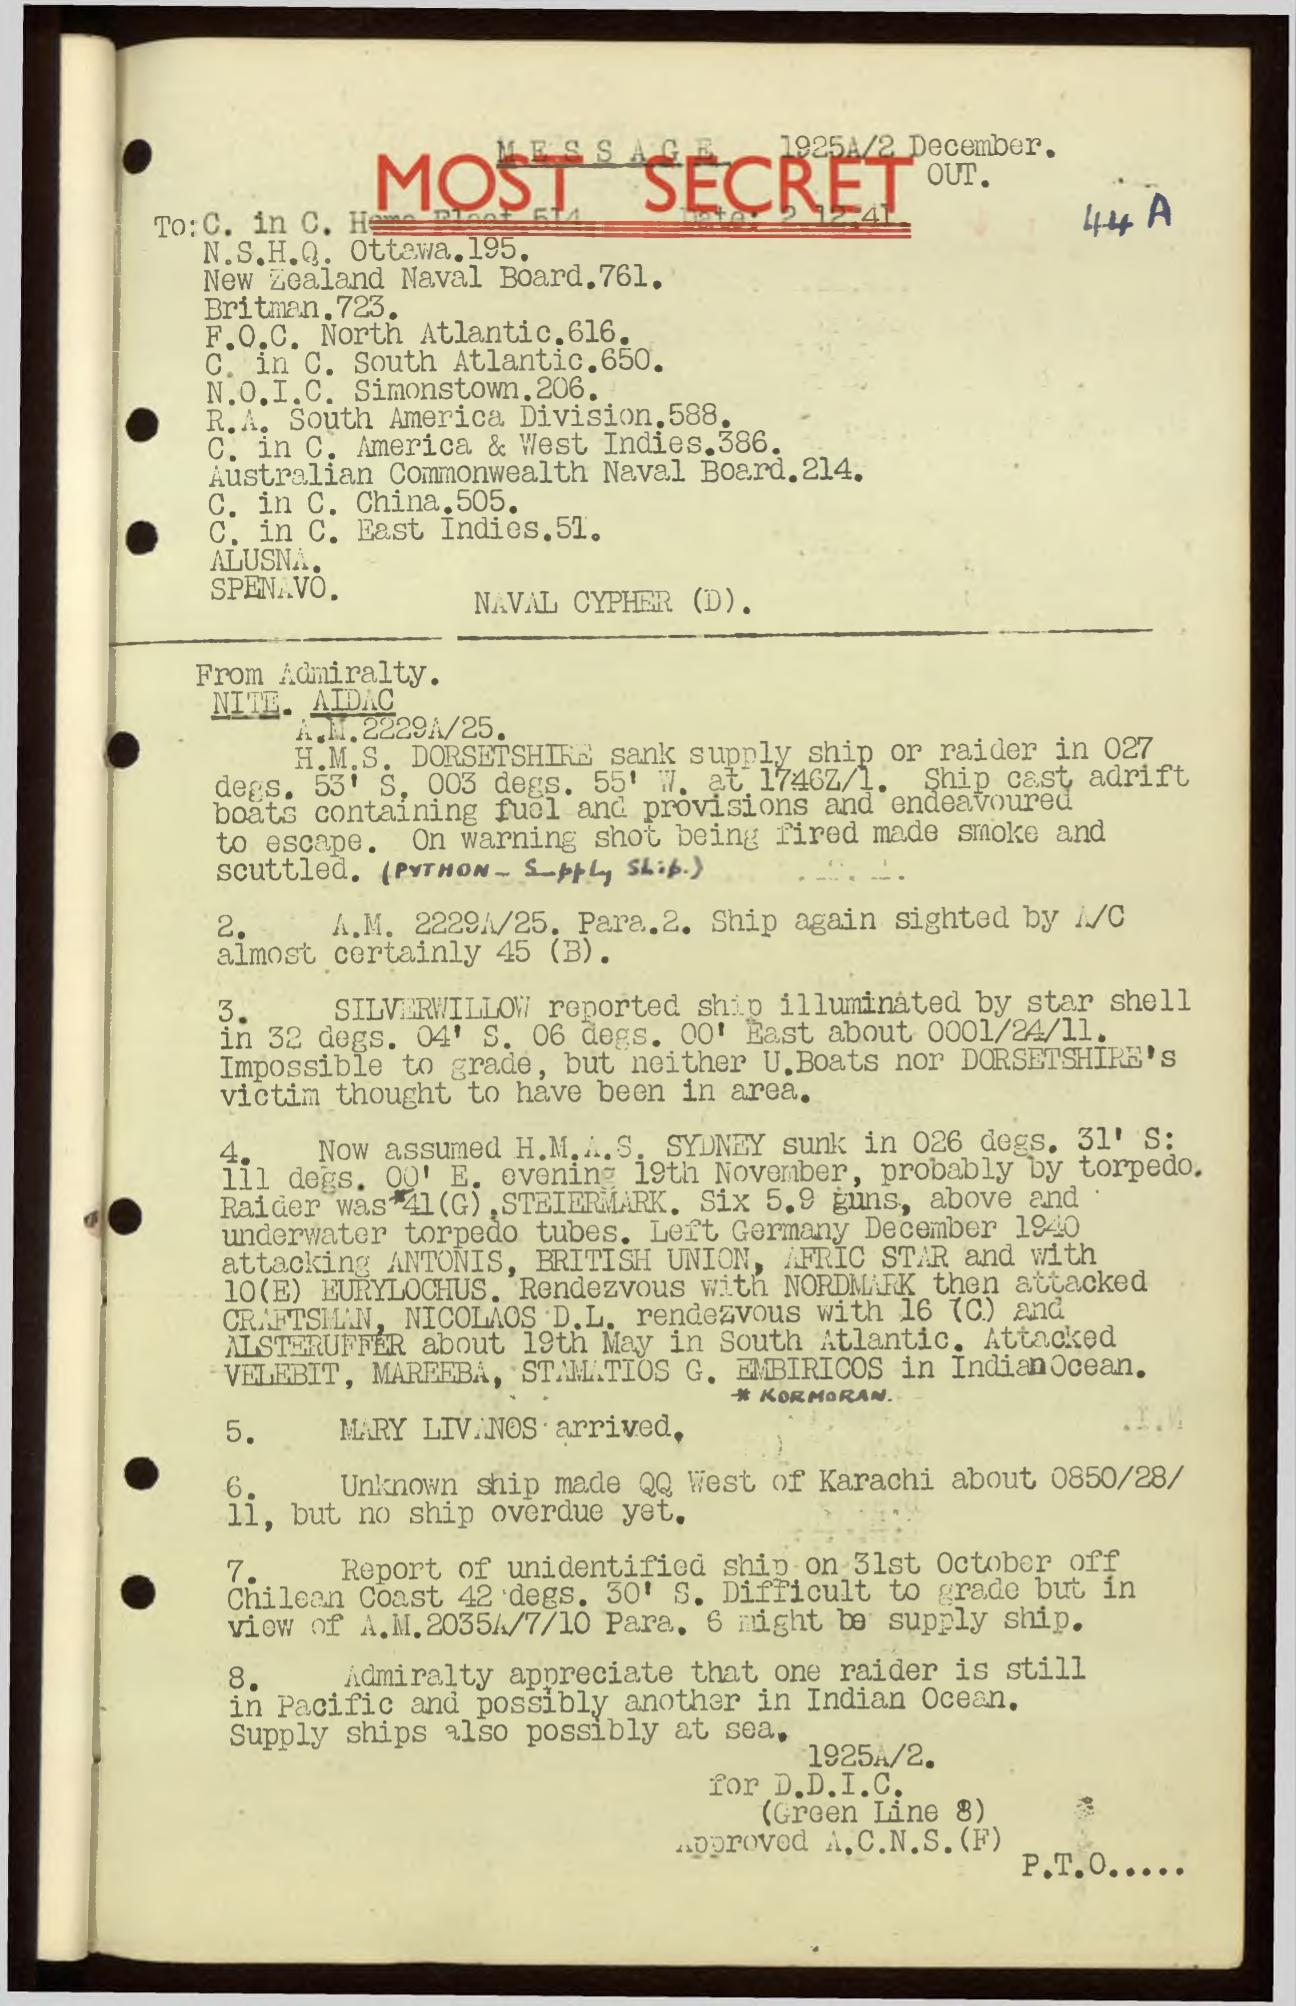 M E S S A G E 1925A/2 December.
MOST SECRET OUT.
44A
To: C. in C. Home Fleet.514. Date: 2.12.41.
N.S.H.Q. Ottawa.195.
New Zealand Naval Board.761.
Britman.723.
F.O.C. North Atlantic.616.
C. in C. South Atlantic.650.
N.O.I.C. Simonstown.206.
R.A. South America Division.588.
C. in C. America & West Indies.386.
Australian Commonwealth Naval Board.214.
C. in C. China.505.
C. in C. East Indies.51.
ALUSNA.
SPENAVO.
NAVAL CYPHER (D).
From Admiralty.
NITE. AIDAC
A.M.2229A/25.
H.M.S. DORSETSHIRE sank supply ship or raider in 027
degs. 53' S. 003 degs. 55' W. at 1746Z/1. Ship cast adrift
boats containing fuel and provisions and endeavoured
to escape. On warning shot being fired made smoke and
scuttled. (PYTHON - Supply Ship.)
2. A.M. 2229A/25. Para.2. Ship again sighted by A/C
almost certainly 45 (B).
3. SILVERWILLOW reported ship illuminated by star shell
in 32 degs. 04' S. 06 degs. 00' East about 0001/24/11.
Impossible to grade, but neither U.Boats nor DORSETSHIRE's
victim thought to have been in area.
4. Now assumed H.M.A.S. SYDNEY sunk in 026 degs. 31' S:
111 degs. 00' E. evening 19th November, probably by torpedo.
Raider was *41(G),STEIERMARK. Six 5.9 guns, above and
underwater torpedo tubes. Left Germany December 1940
attacking ANTONIS, BRITISH UNION, AFRIC STAR and with
10(E) EURYLOCHUS. Rendezvous with NORDMARK then attacked
CRAFTSMAN, NICOLAOS D.L. rendezvous with 16 (C) and
ALSTERUFFER about 19th May in South Atlantic. Attacked
VELEBIT, MAREEBA, STAMATIOS G. EMBIRICOS in Indian Ocean.
* KORMORAN.
5. MARY LIVANOS arrived.
6. Unknown ship made QQ West of Karachi about 0850/28/
11, but no ship overdue yet.
7. Report of unidentified ship on 31st October off
Chilean Coast 42 degs. 30' S. Difficult to grade but in
view of A.M.2035A/7/10 Para. 6 might be supply ship.
8. Admiralty appreciate that one raider is still
in Pacific and possibly another in Indian Ocean.
Supply ships also possibly at sea.
1925A/2.
for D.D.I.C.
(Green Line 8)
Approved A.C.N.S.(F)
P.T.O.....